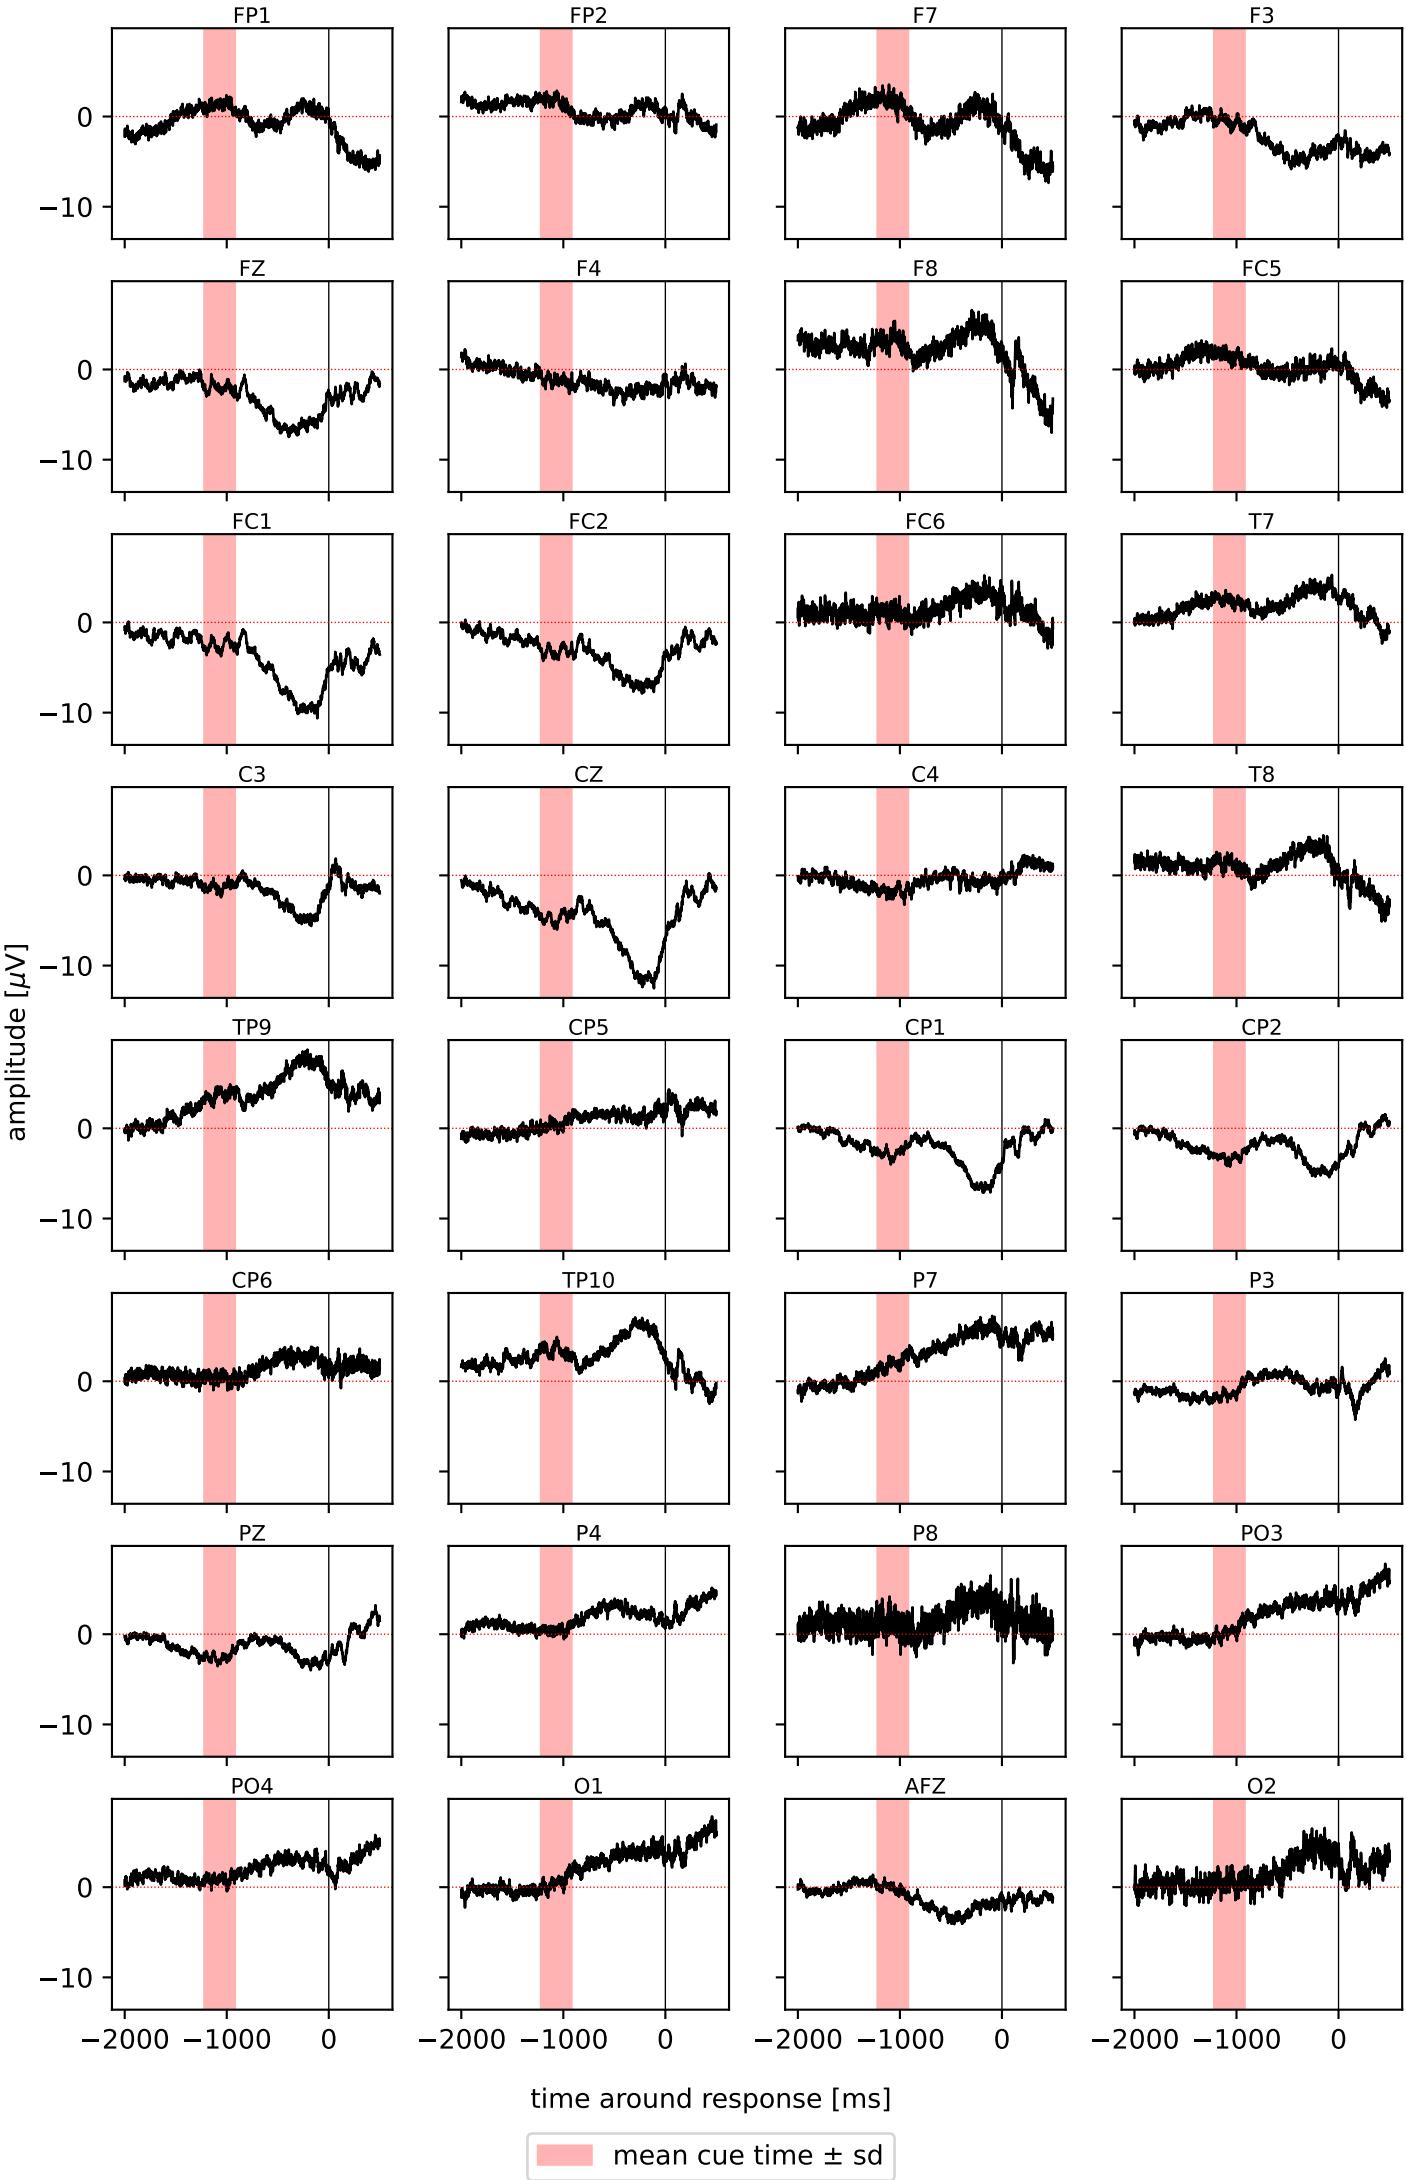 FP1 FP2 F7 F3
0
−10
FZ F4 F8 FC5
0
−10
FC1 FC2 FC6 T7
0
−10
C3 CZ C4 T8
0
−10
TP9 CP5 CP1 CP2
0
−10
CP6 TP10 P7 P3
0
−10
PZ P4 P8 PO3
0
−10
PO4 O1 AFZ O2
0
−10
−2000 −1000 0 −2000 −1000 0 −2000 −1000 0 −2000 −1000 0
amplitude [μV]
time around response [ms]
mean cue time ± sd